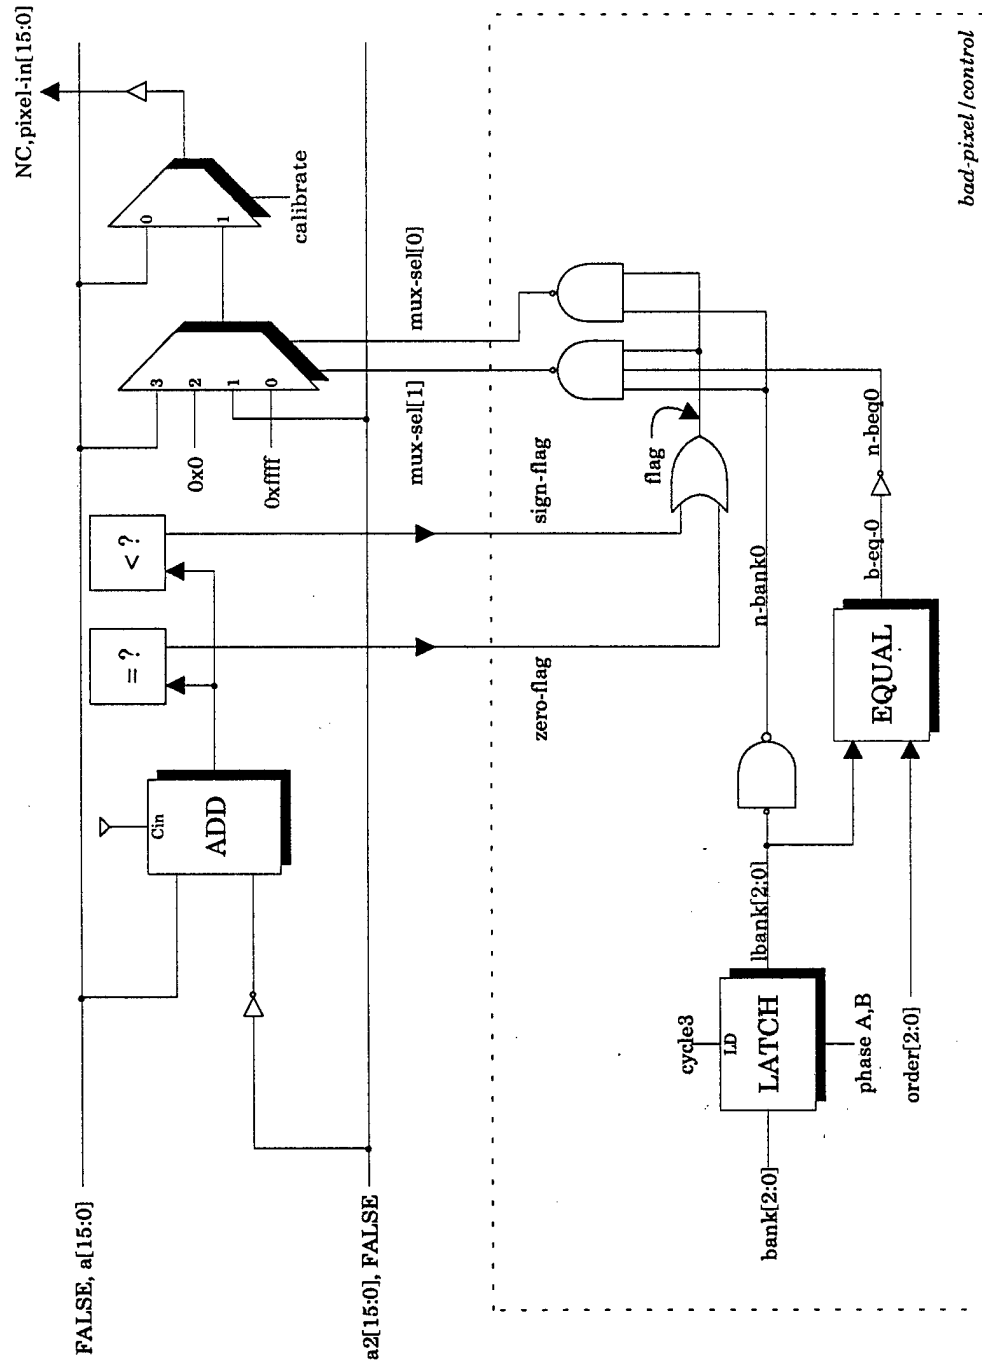 NC,pixel-in[15:0]
calibrate
0
1
mux-sel[0]
mux-sel[1]
3
2
1
0
0x0
0xffff
< ?
= ?
sign-flag
zero-flag
flag
Cin
ADD
FALSE, a[15:0]
a2[15:0], FALSE
bad-pixel/control
n-bank0
n-beq0
b-eq-0
EQUAL
lbank[2:0]
cycle3
LD
LATCH
phase A,B
order[2:0]
bank[2:0]